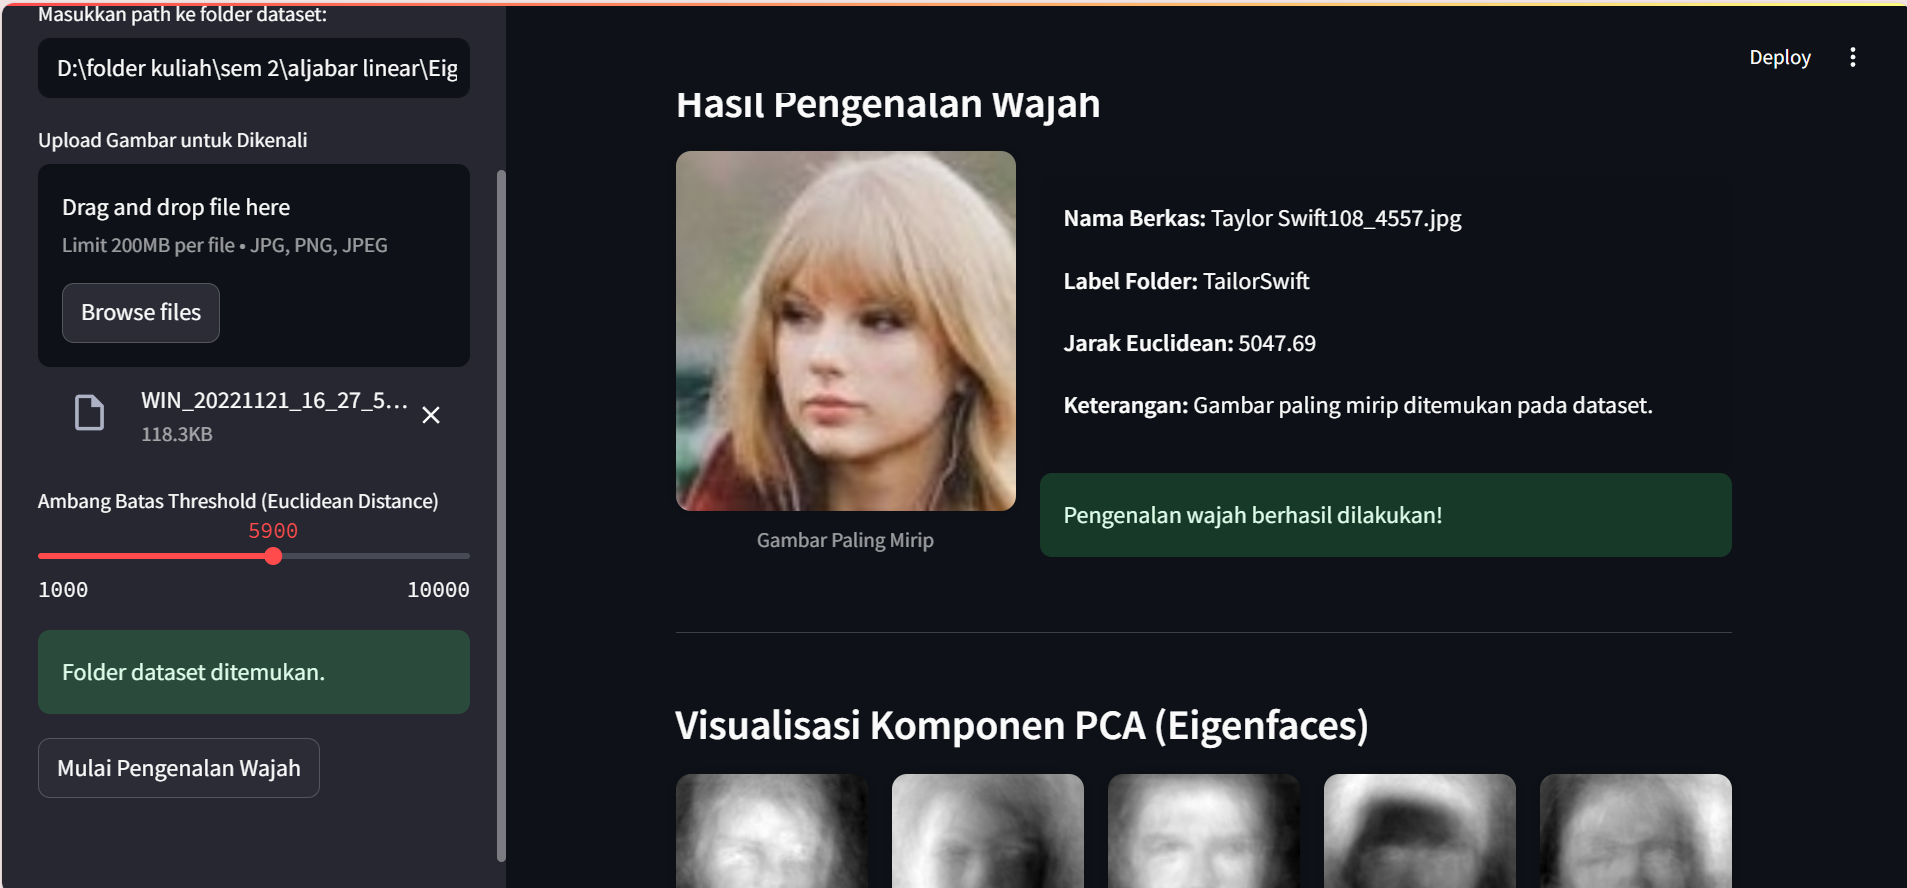 Masukkan path ke folder dataset:
D:\folder kuliah\sem 2\aljabar linear\Eig
Upload Gambar untuk Dikenali
Drag and drop file here
Limit 200MB per file • JPG, PNG, JPEG
Browse files
WIN_20221121_16_27_5...
118.3KB
Ambang Batas Threshold (Euclidean Distance)
5900
1000
10000
Folder dataset ditemukan.
Mulai Pengenalan Wajah
Deploy
Hasil Pengenalan Wajah
Gambar Paling Mirip
Nama Berkas: Taylor Swift108_4557.jpg
Label Folder: TailorSwift
Jarak Euclidean: 5047.69
Keterangan: Gambar paling mirip ditemukan pada dataset.
Pengenalan wajah berhasil dilakukan!
Visualisasi Komponen PCA (Eigenfaces)